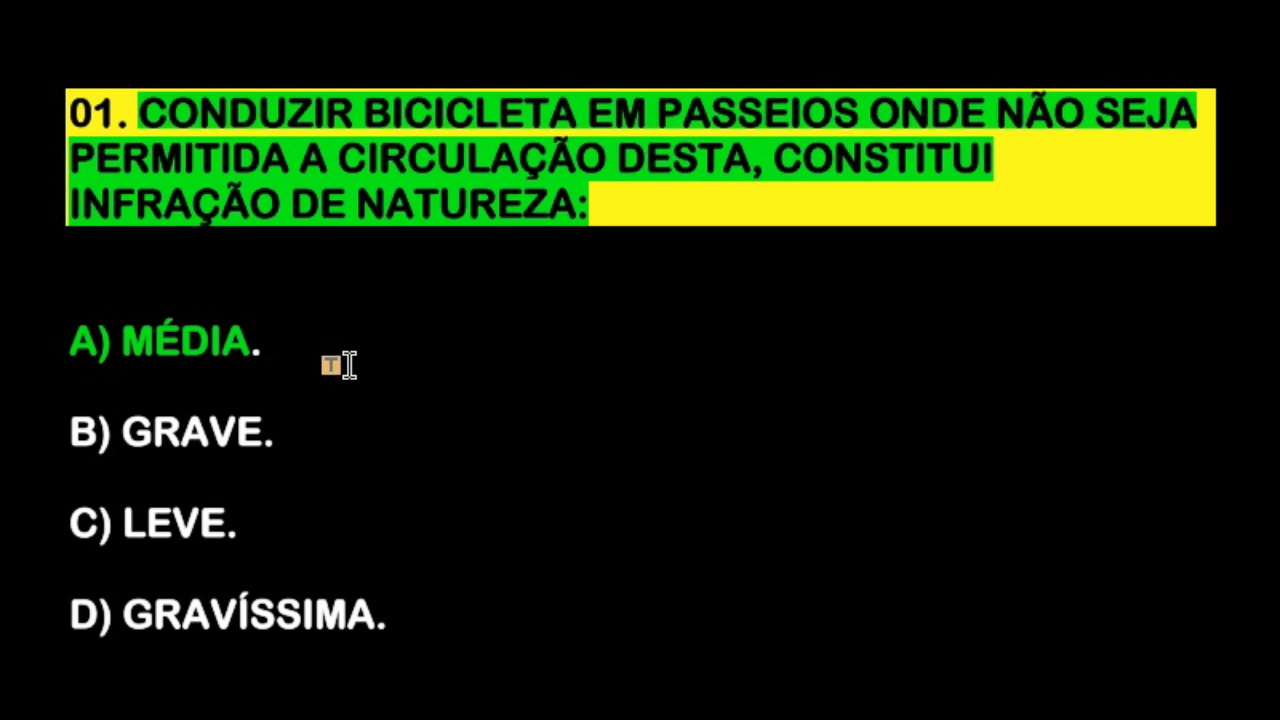 01. CONDUZIR BICICLETA EM PASSEIOS ONDE NÃO SEJA
PERMITIDA A CIRCULAÇÃO DESTA, CONSTITUI
INFRAÇÃO DE NATUREZA:
A) MÉDIA.
T
B) GRAVE.
C) LEVE.
D) GRAVÍSSIMA.